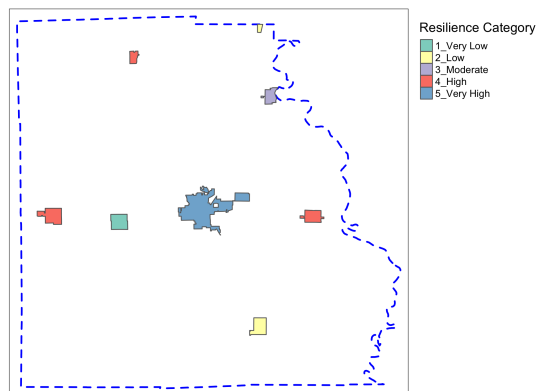 Resilience Category
1_Very Low
2_Low
3_Moderate
4_High
5_Very High